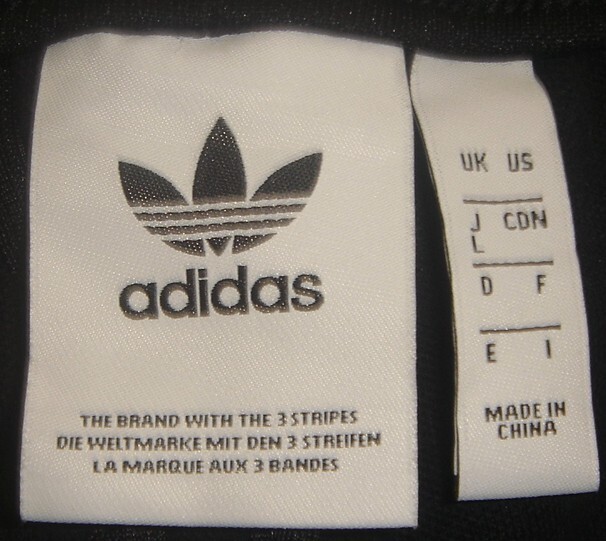 adidas
THE BRAND WITH THE 3 STRIPES
DIE WELTMARKE MIT DEN 3 STREIFEN
LA MARQUE AUX 3 BANDES
UK US
J CDN
L
D F
E I
MADE IN
CHINA